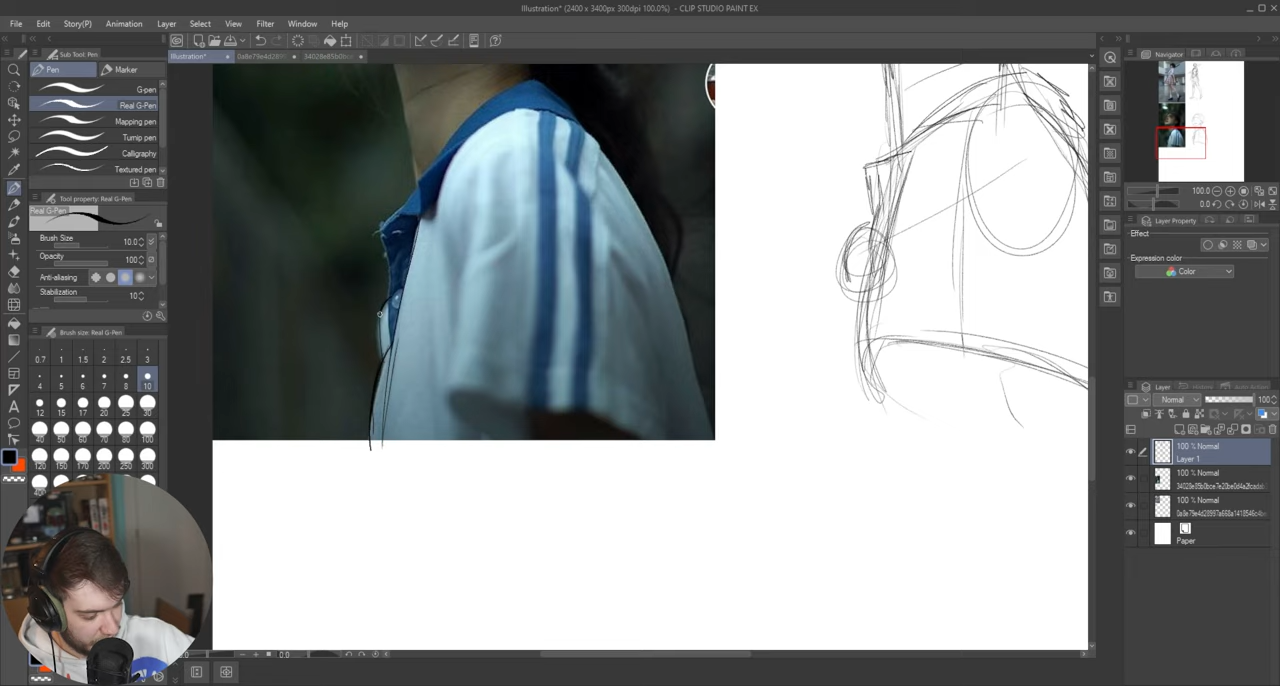 Illustration* (2400 x 3400px 300dpi 100.0%) - CLIP STUDIO PAINT EX
File Edit Story(P) Animation Layer Select View Filter Window Help
Sub Tool: Pen
Pen Marker
G-pen
Real G-Pen
Mapping pen
Turnip pen
Calligraphy
Textured pen
Tool property: Real G-Pen
Real G-Pen
Brush Size 10.0
Opacity 100
Anti-aliasing
Stabilization 10
Brush size: Real G-Pen
0.7 1 1.5 2 2.5 3
4 5 6 7 8 10
12 15 17 20 25 30
40 50 60 70 80 100
120 150 170 200 250 300
Illustration*
Navigator
100.0
0.0
Layer Property
Effect
Expression color
Color
Layer
Normal 100
100 % Normal
Layer 1
100 % Normal
100 % Normal
Paper